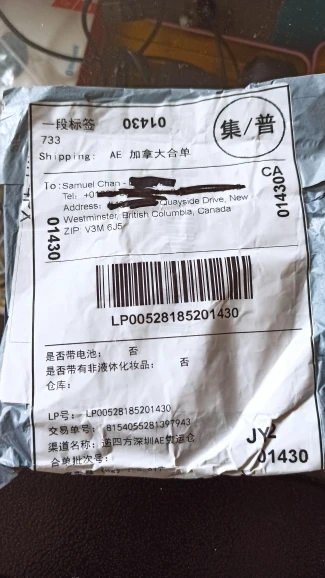 一段标签 01430
集/普
733
Shipping: AE 加拿大合单
To: Samuel Chan -
CA
Tel: +01
Address: Quayside Drive, New
Westminster, British Columbia, Canada
ZIP: V3M 6J5
01430
01430
LP00528185201430
是否带电池: 否
是否带有非液体化妆品: 否
仓库:
LP号: LP00528185201430
交易单号: 8154055281397943
渠道名称: 递四方深圳AE集运仓
合单批次号:
JYL
01430